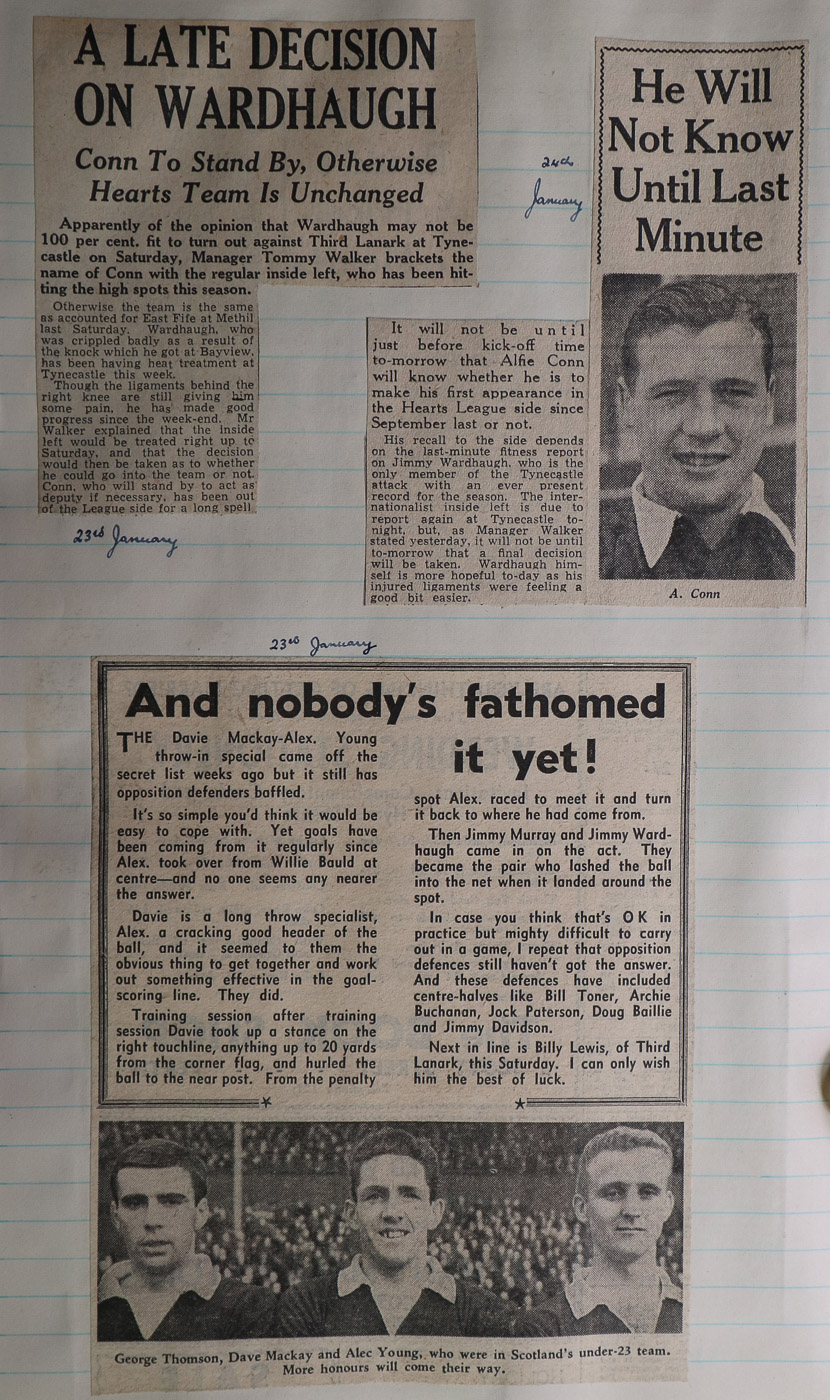 A LATE DECISION
ON WARDHAUGH
Conn To Stand By, Otherwise
Hearts Team Is Unchanged
Apparently of the opinion that Wardhaugh may not be
100 per cent. fit to turn out against Third Lanark at Tyne-
castle on Saturday, Manager Tommy Walker brackets the
name of Conn with the regular inside left, who has been hit-
ting the high spots this season.
Otherwise the team is the same
as accounted for East Fife at Methil
last Saturday. Wardhaugh, who
was crippled badly as a result of
the knock which he got at Bayview,
has been having heat treatment at
Tynecastle this week.
Though the ligaments behind the
right knee are still giving him
some pain, he has made good
progress since the week-end. Mr
Walker explained that the inside
left would be treated right up to
Saturday, and that the decision
would then be taken as to whether
he could go into the team or not.
Conn, who will stand by to act as
deputy if necessary, has been out
of the League side for a long spell
23rd January
24th
January
He Will
Not Know
Until Last
Minute
It will not be until
just before kick-off time
to-morrow that Alfie Conn
will know whether he is to
make his first appearance in
the Hearts League side since
September last or not.
His recall to the side depends
on the last-minute fitness report
on Jimmy Wardhaugh, who is the
only member of the Tynecastle
attack with an ever present
record for the season. The inter-
nationalist inside left is due to
report again at Tynecastle to-
night, but, as Manager Walker
stated yesterday, it will not be until
to-morrow that a final decision
will be taken. Wardhaugh him-
self is more hopeful to-day as his
injured ligaments were feeling a
good bit easier.
A. Conn
23rd January
And nobody's fathomed
it yet!
THE Davie Mackay-Alex. Young
throw-in special came off the
secret list weeks ago but it still has
opposition defenders baffled.
It's so simple you'd think it would be
easy to cope with. Yet goals have
been coming from it regularly since
Alex. took over from Willie Bauld at
centre—and no one seems any nearer
the answer.
Davie is a long throw specialist,
Alex. a cracking good header of the
ball, and it seemed to them the
obvious thing to get together and work
out something effective in the goal-
scoring line. They did.
Training session after training
session Davie took up a stance on the
right touchline, anything up to 20 yards
from the corner flag, and hurled the
ball to the near post. From the penalty
spot Alex. raced to meet it and turn
it back to where he had come from.
Then Jimmy Murray and Jimmy Ward-
haugh came in on the act. They
became the pair who lashed the ball
into the net when it landed around the
spot.
In case you think that's O K in
practice but mighty difficult to carry
out in a game, I repeat that opposition
defences still haven't got the answer.
And these defences have included
centre-halves like Bill Toner, Archie
Buchanan, Jock Paterson, Doug Baillie
and Jimmy Davidson.
Next in line is Billy Lewis, of Third
Lanark, this Saturday. I can only wish
him the best of luck.
George Thomson, Dave Mackay and Alec Young, who were in Scotland's under-23 team.
More honours will come their way.